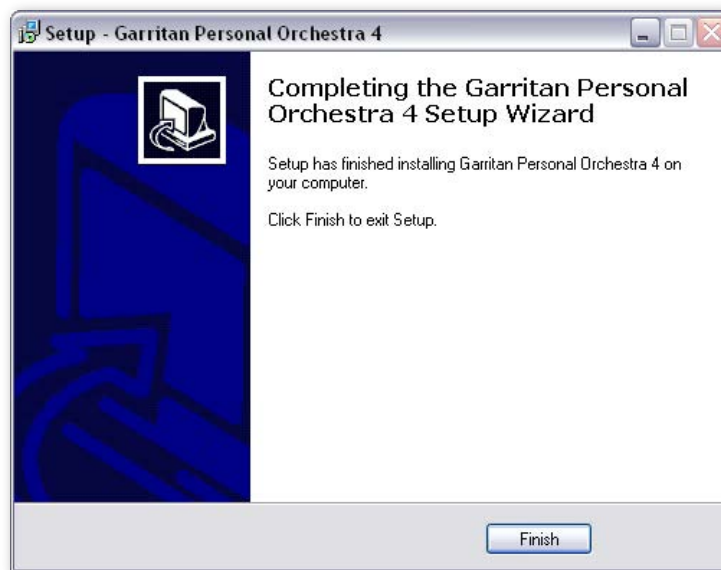 Setup - Garritan Personal Orchestra 4
Completing the Garritan Personal
Orchestra 4 Setup Wizard
Setup has finished installing Garritan Personal Orchestra 4 on
your computer.
Click Finish to exit Setup.
Finish